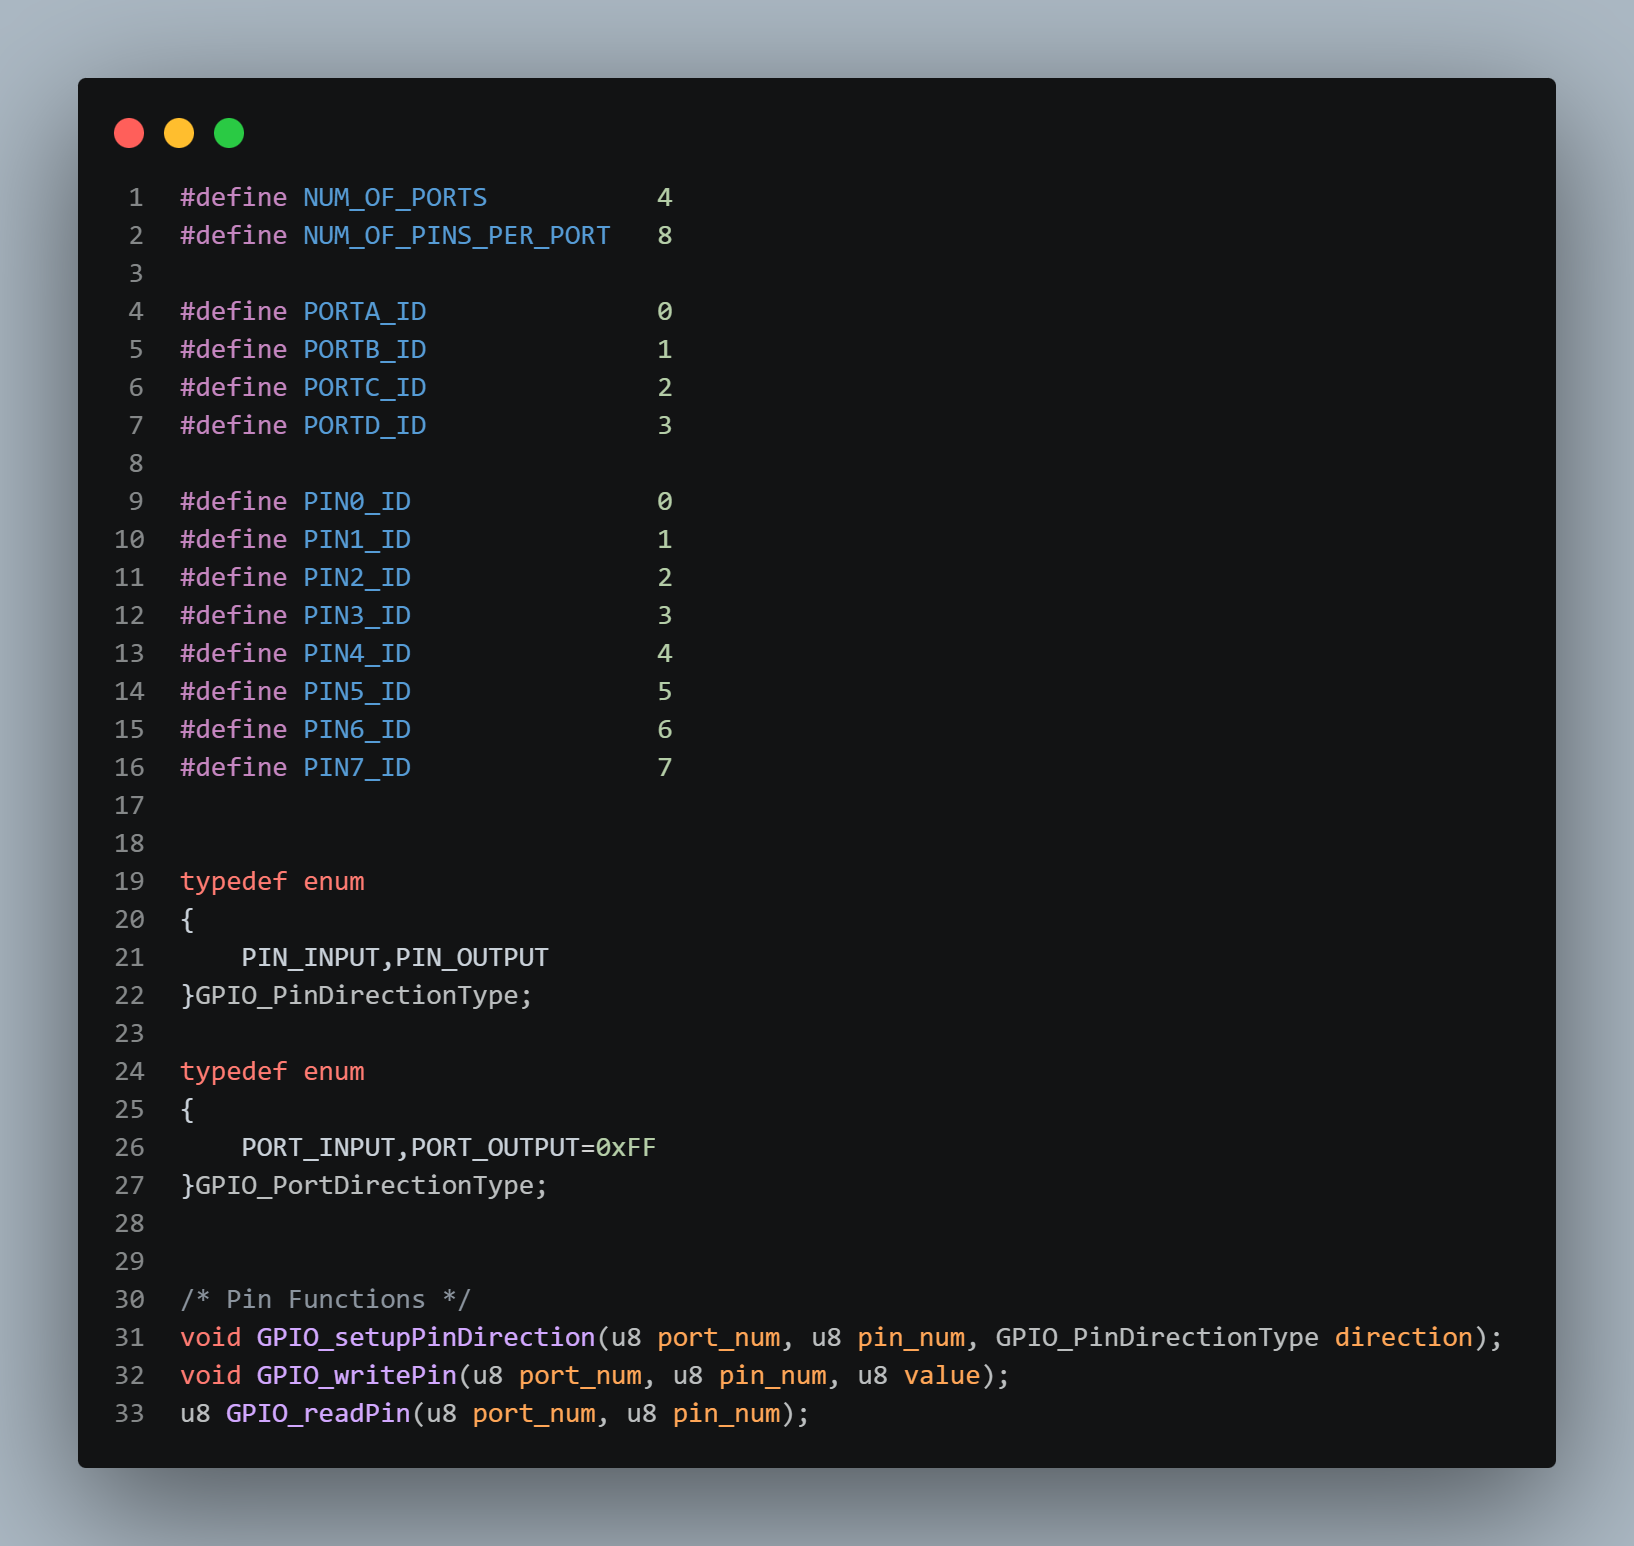 1 #define NUM_OF_PORTS           4
2 #define NUM_OF_PINS_PER_PORT   8
3
4 #define PORTA_ID               0
5 #define PORTB_ID               1
6 #define PORTC_ID               2
7 #define PORTD_ID               3
8
9 #define PIN0_ID                0
10 #define PIN1_ID                1
11 #define PIN2_ID                2
12 #define PIN3_ID                3
13 #define PIN4_ID                4
14 #define PIN5_ID                5
15 #define PIN6_ID                6
16 #define PIN7_ID                7
17
18
19 typedef enum
20 {
21     PIN_INPUT,PIN_OUTPUT
22 }GPIO_PinDirectionType;
23
24 typedef enum
25 {
26     PORT_INPUT,PORT_OUTPUT=0xFF
27 }GPIO_PortDirectionType;
28
29
30 /* Pin Functions */
31 void GPIO_setupPinDirection(u8 port_num, u8 pin_num, GPIO_PinDirectionType direction);
32 void GPIO_writePin(u8 port_num, u8 pin_num, u8 value);
33 u8 GPIO_readPin(u8 port_num, u8 pin_num);